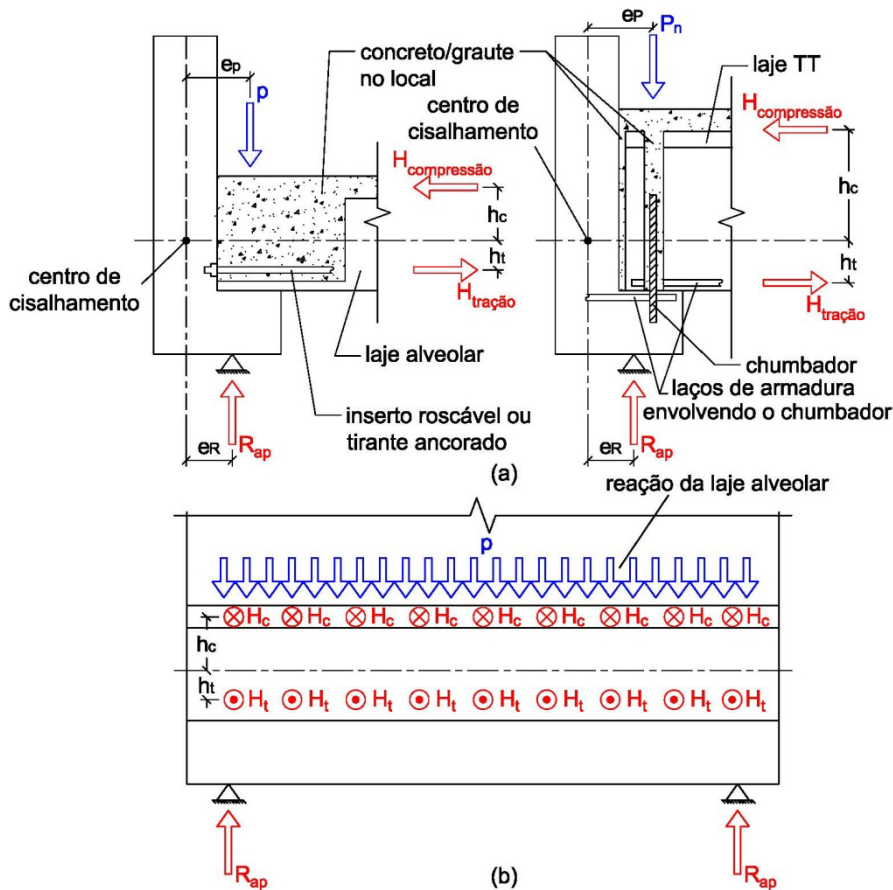 eP
p
concreto/graute
no local
Hcompressão
hc
ht
Htração
centro de
cisalhamento
laje alveolar
inserto roscável ou
tirante ancorado
Rap
eR
eP
Pn
laje TT
centro de
cisalhamento
Hcompressão
hc
ht
Htração
chumbador
laços de armadura
envolvendo o chumbador
Rap
eR
(a)
reação da laje alveolar
p
Hc Hc Hc Hc Hc Hc Hc Hc Hc
hc
ht
Ht Ht Ht Ht Ht Ht Ht Ht Ht
Rap
Rap
(b)